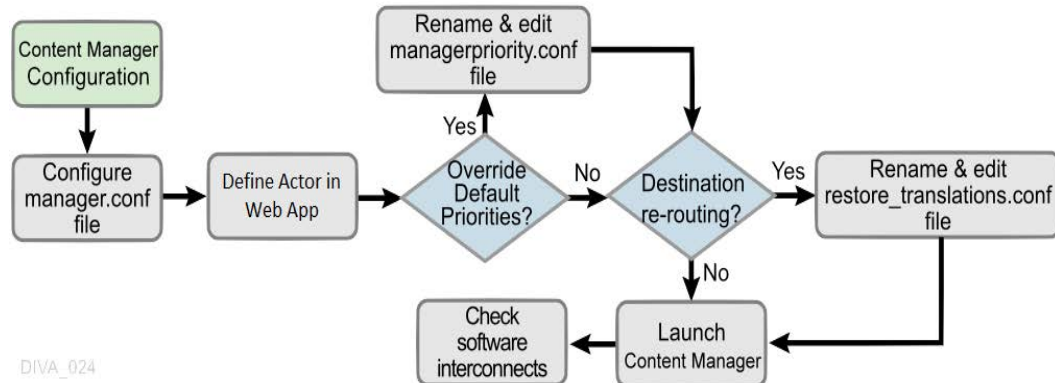 Content Manager
Configuration
Configure
manager.conf
file
Define Actor in
Web App
Override
Default
Priorities?
Yes
Rename & edit
managerpriority.conf
file
No
Destination
re-routing?
Yes
Rename & edit
restore_translations.conf
file
No
Launch
Content Manager
Check
software
interconnects
DIVA_024